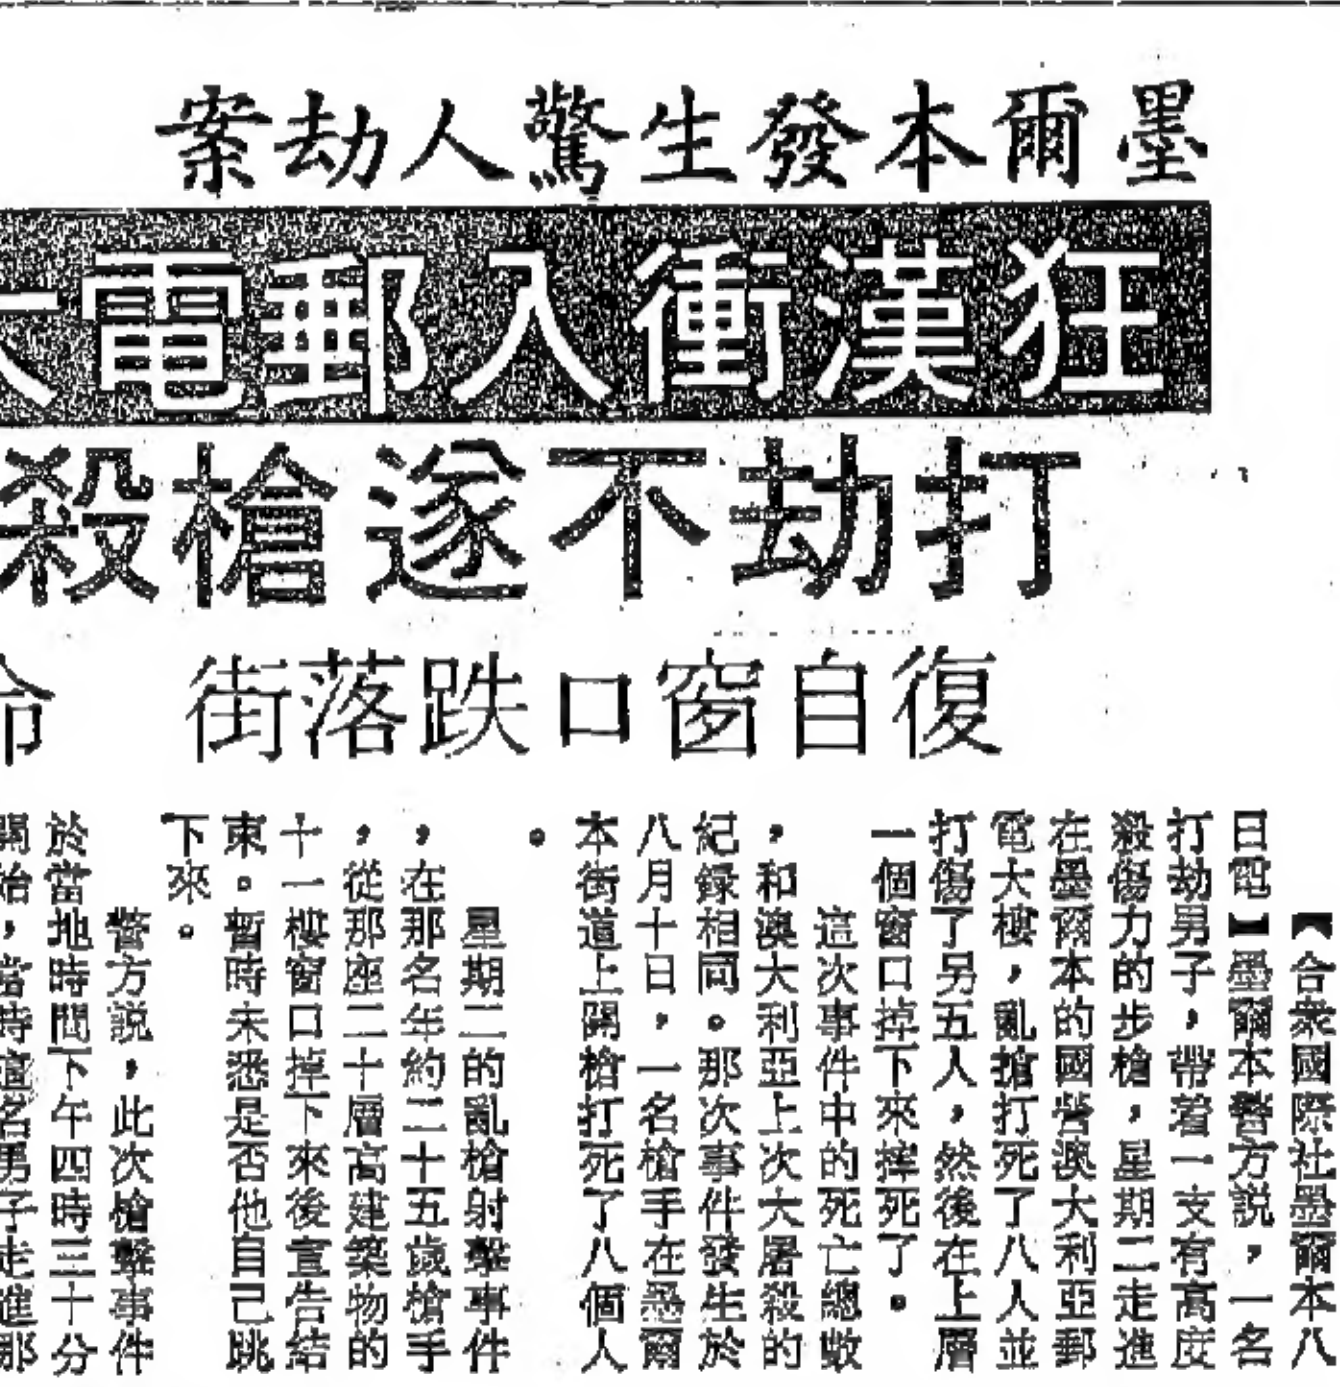 墨爾本發生驚人劫案
狂漢衝入郵電大
打劫不遂槍殺
復自窗口跌落街 命
【合衆國際社墨爾本八
日電】墨爾本警方説，一名
打劫男子，帶着一支有高度
殺傷力的步槍，星期二走進
在墨爾本的國營澳大利亞郵
電大樓，亂搶打死了八人並
打傷了另五人，然後在上層
一個窗口掉下來摔死了。
這次事件中的死亡總數
，和澳大利亞上次大屠殺的
紀録相同。那次事件發生於
八月十日，一名槍手在墨爾
本街道上開槍打死了八個人
。
星期二的亂槍射擊事件
，在那名年約二十五歲槍手
，從那座二十層高建築物的
十一樓窗口掉下來後宣告結
束。暫時未悉是否他自己跳
下來。
警方説，此次槍擊事件
於當地時間下午四時三十分
開始，當時這名男子走進那